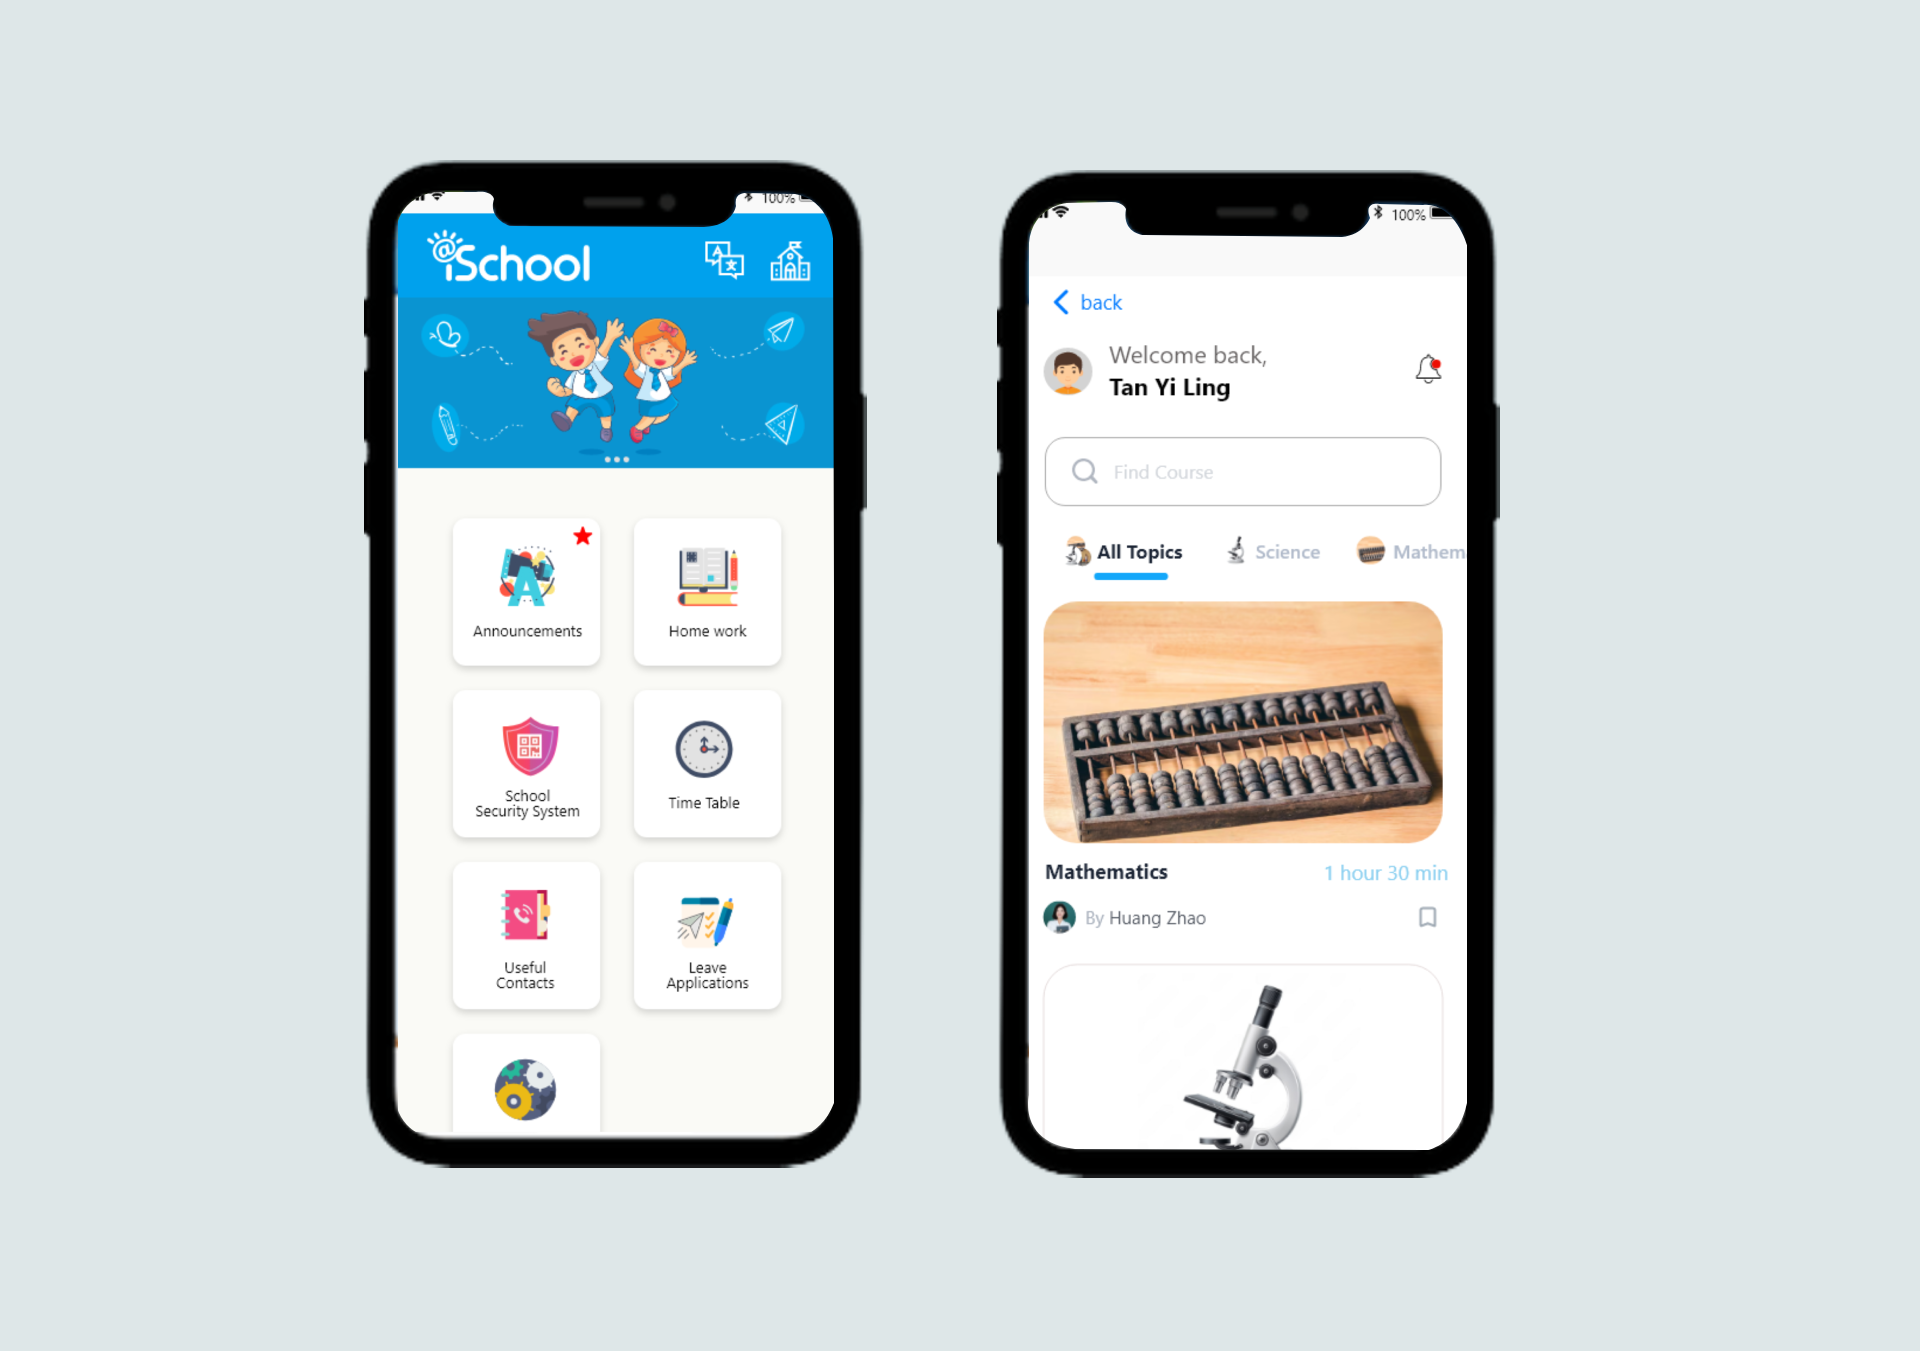 100%
@iSchool
Announcements
Home work
School
Security System
Time Table
Useful
Contacts
Leave
Applications
100%
back
Welcome back,
Tan Yi Ling
Find Course
All Topics Science Mathem
Mathematics 1 hour 30 min
By Huang Zhao